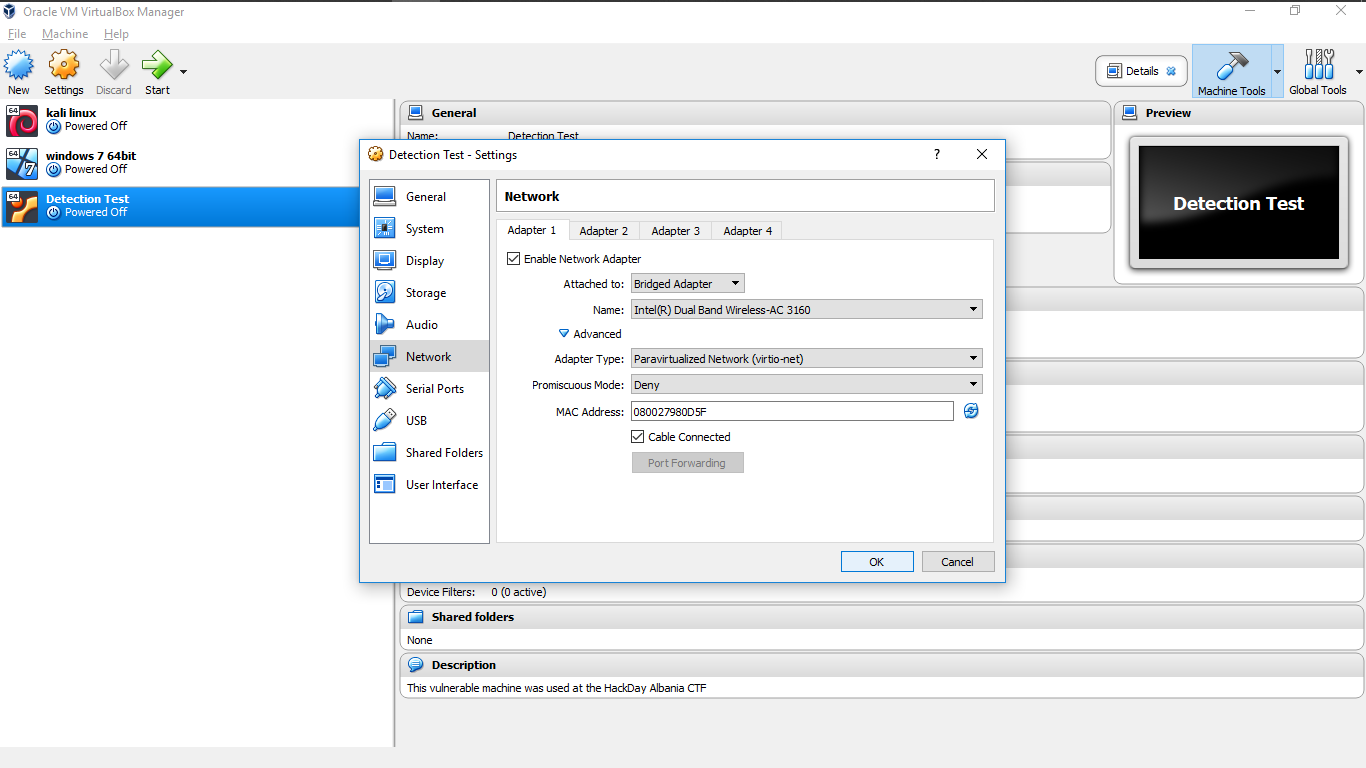 Oracle VM VirtualBox Manager
File Machine Help
New Settings Discard Start
Details Machine Tools Global Tools
64 kali linux
Powered Off
64 windows 7 64bit
Powered Off
64 Detection Test
Powered Off
General
Name: Detection Test
Preview
Detection Test
Detection Test - Settings
? 
General
System
Display
Storage
Audio
Network
Serial Ports
USB
Shared Folders
User Interface
Network
Adapter 1 Adapter 2 Adapter 3 Adapter 4
Enable Network Adapter
Attached to: Bridged Adapter
Name: Intel(R) Dual Band Wireless-AC 3160
Advanced
Adapter Type: Paravirtualized Network (virtio-net)
Promiscuous Mode: Deny
MAC Address: 080027980D5F
Cable Connected
Port Forwarding
OK Cancel
Device Filters: 0 (0 active)
Shared folders
None
Description
This vulnerable machine was used at the HackDay Albania CTF